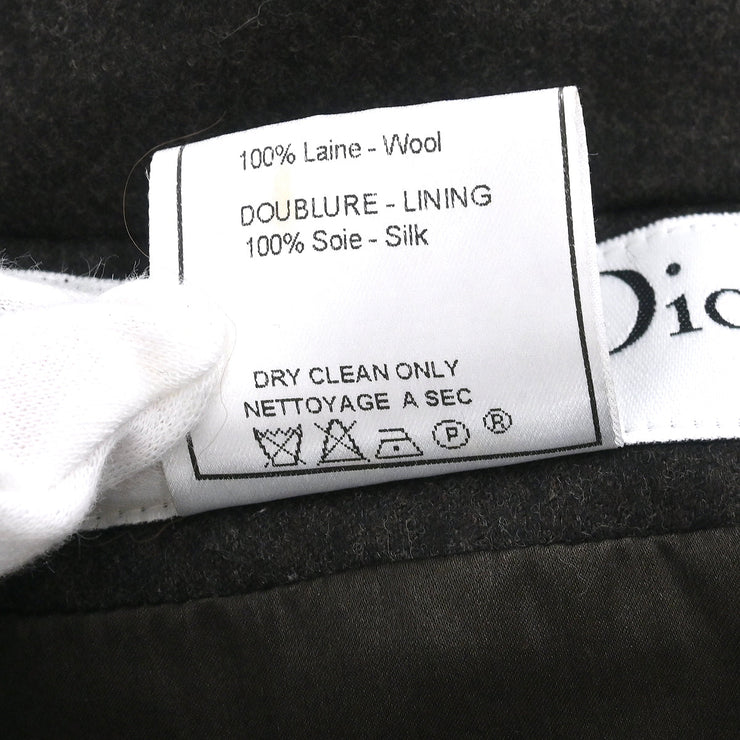 100% Laine - Wool
DOUBLURE - LINING
100% Soie - Silk
DRY CLEAN ONLY
NETTOYAGE A SEC
P ®
Dio